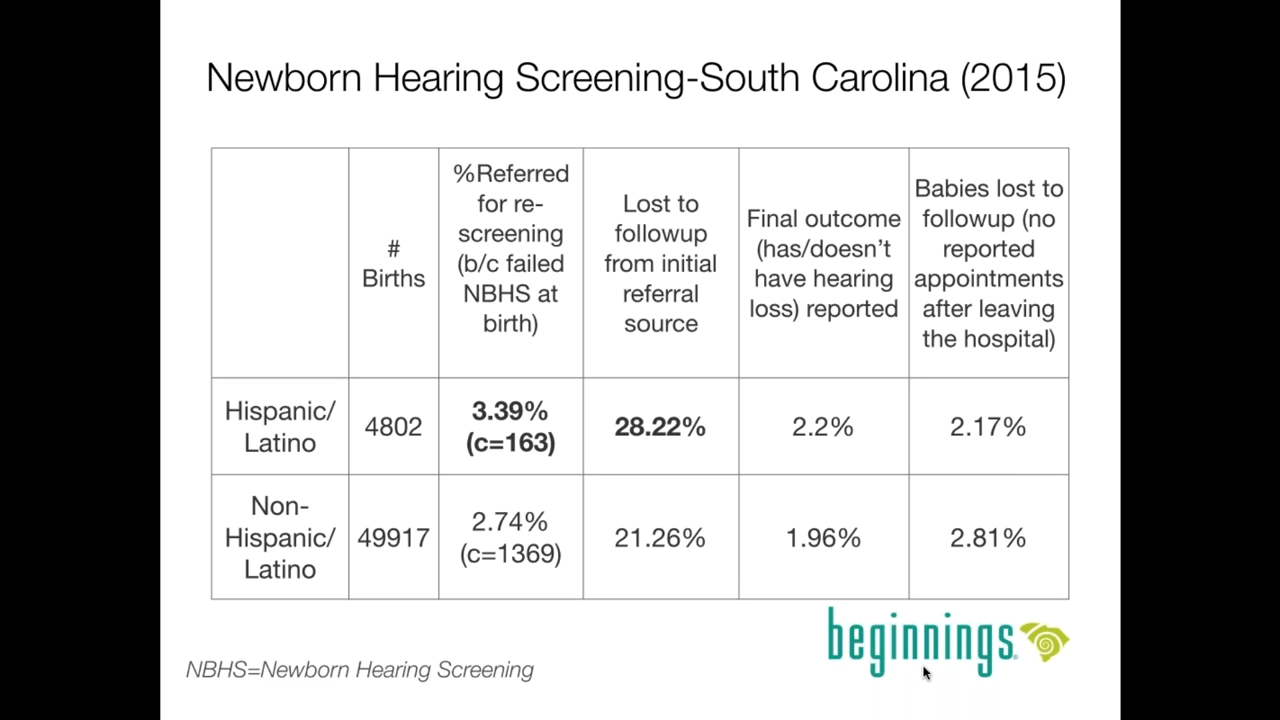 Newborn Hearing Screening-South Carolina (2015)
#
Births
%Referred
for re-
screening
(b/c failed
NBHS at
birth)
Lost to
followup
from initial
referral
source
Final outcome
(has/doesn't
have hearing
loss) reported
Babies lost to
followup (no
reported
appointments
after leaving
the hospital)
Hispanic/
Latino
4802
3.39%
(c=163)
28.22%
2.2%
2.17%
Non-
Hispanic/
Latino
49917
2.74%
(c=1369)
21.26%
1.96%
2.81%
beginnings®
NBHS=Newborn Hearing Screening